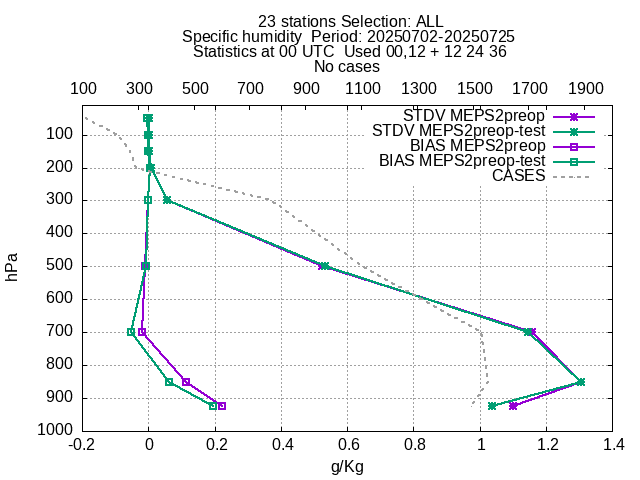 23 stations Selection: ALL
Specific humidity  Period: 20250702-20250725
Statistics at 00 UTC  Used 00,12 + 12 24 36
No cases
100 300 500 700 900 1100 1300 1500 1700 1900
STDV MEPS2preop
STDV MEPS2preop-test
BIAS MEPS2preop
BIAS MEPS2preop-test
CASES
hPa
100
200
300
400
500
600
700
800
900
1000
-0.2 0 0.2 0.4 0.6 0.8 1 1.2 1.4
g/Kg